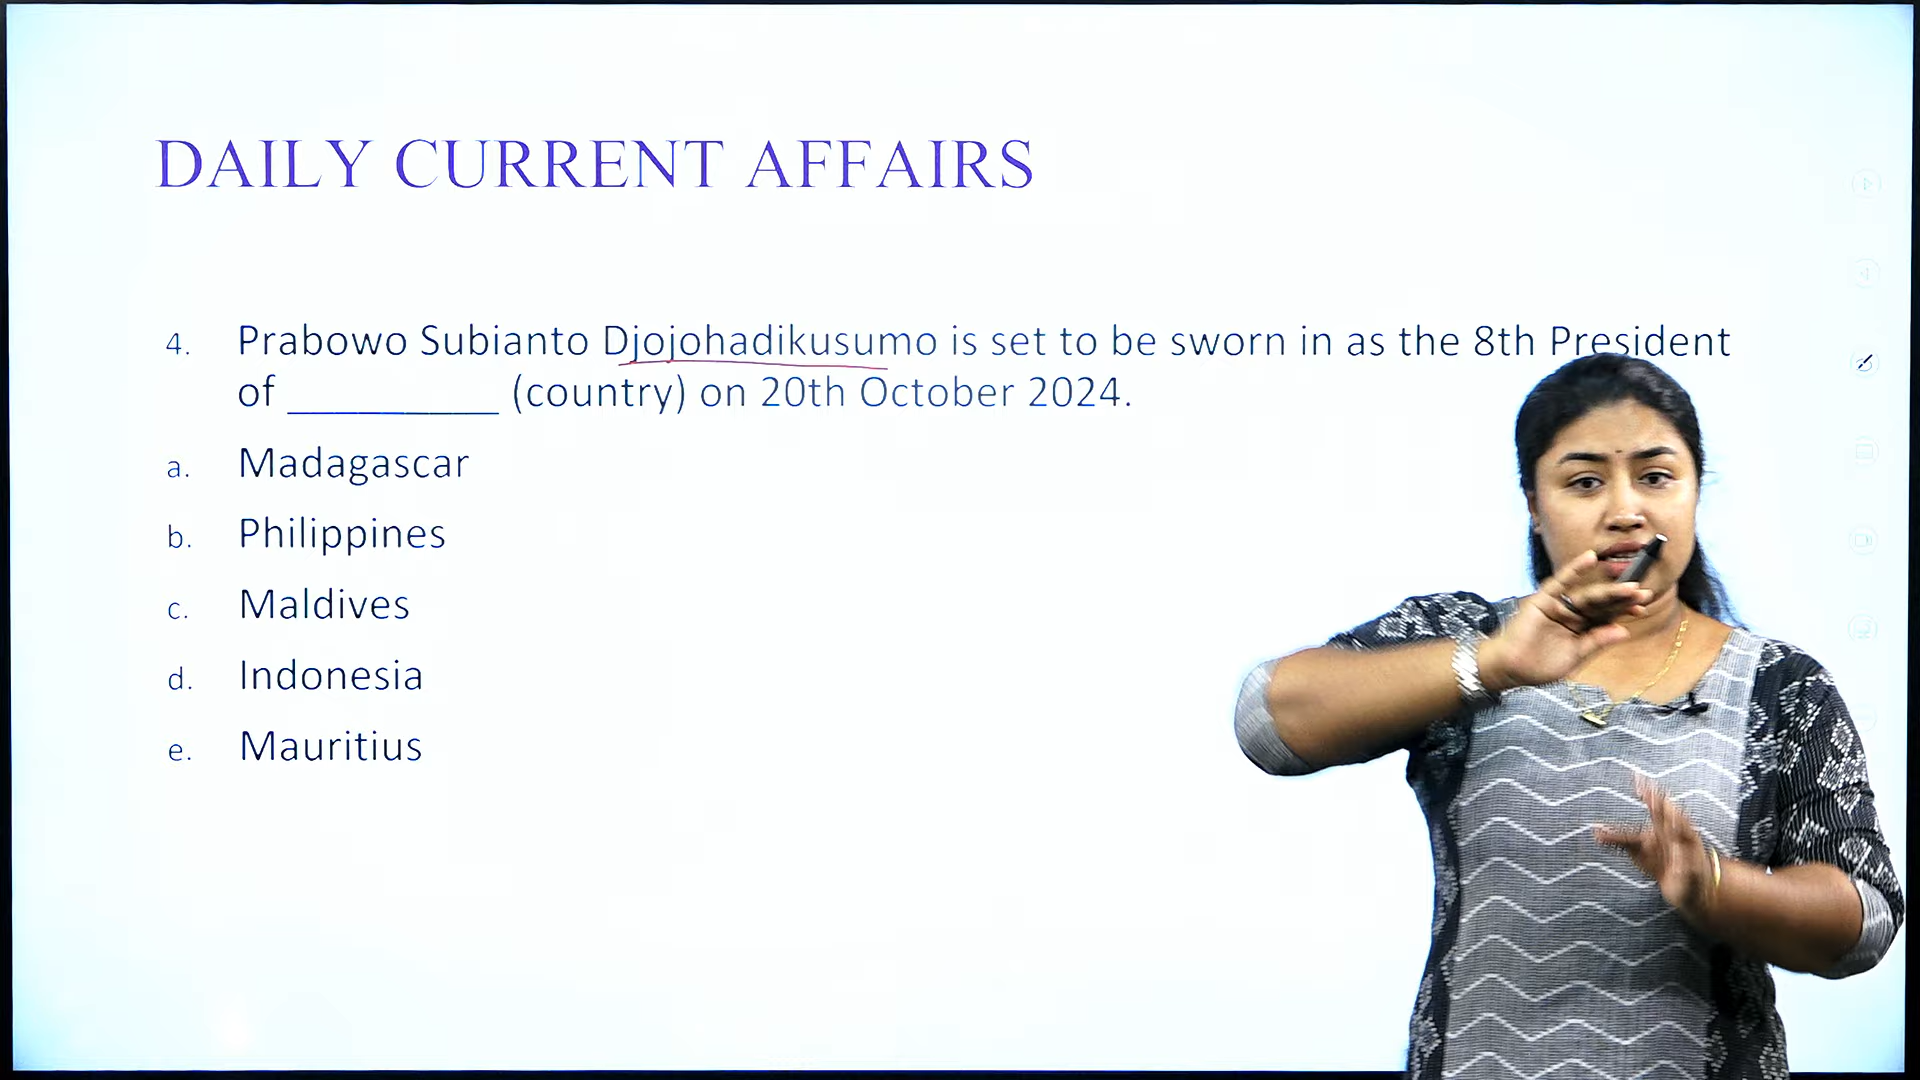 DAILY CURRENT AFFAIRS
4. Prabowo Subianto Djojohadikusumo is set to be sworn in as the 8th President
of __________ (country) on 20th October 2024.
a. Madagascar
b. Philippines
c. Maldives
d. Indonesia
e. Mauritius